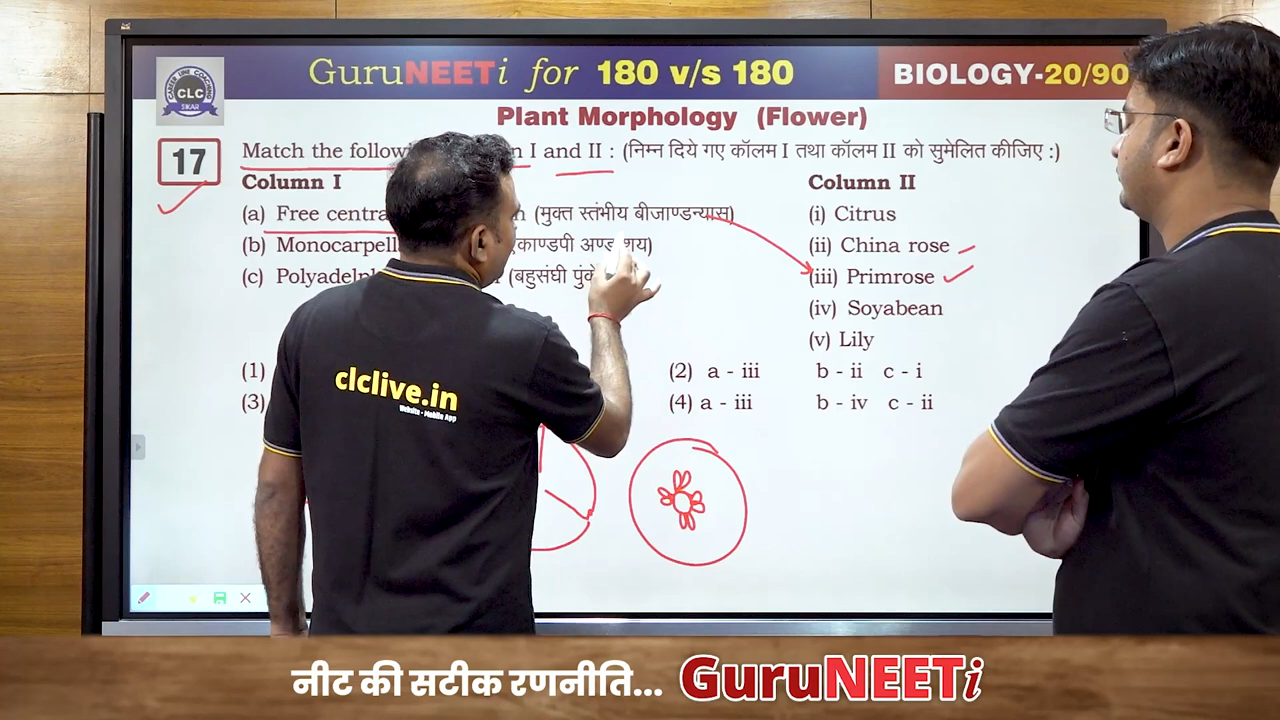 GuruNEETi for 180 v/s 180
BIOLOGY-20/90
CLC
SIKAR
Plant Morphology (Flower)
17
Match the followi n I and II : (निम्न दिये गए कॉलम I तथा कॉलम II को सुमेलित कीजिए :)
Column I Column II
(a) Free centra (मुक्त स्तंभीय बीजाण्डन्यास) (i) Citrus
(b) Monocarpell (ii) China rose
(c) (बहुसंघी (iii) Primrose
(iv) Soyabean
(v) Lily
(1) (2) a - iii b - ii c - i
(3) (4) a - iii b - iv c - ii
clclive.in
Website - Mobile App
नीट की सटीक रणनीति... GuruNEETi